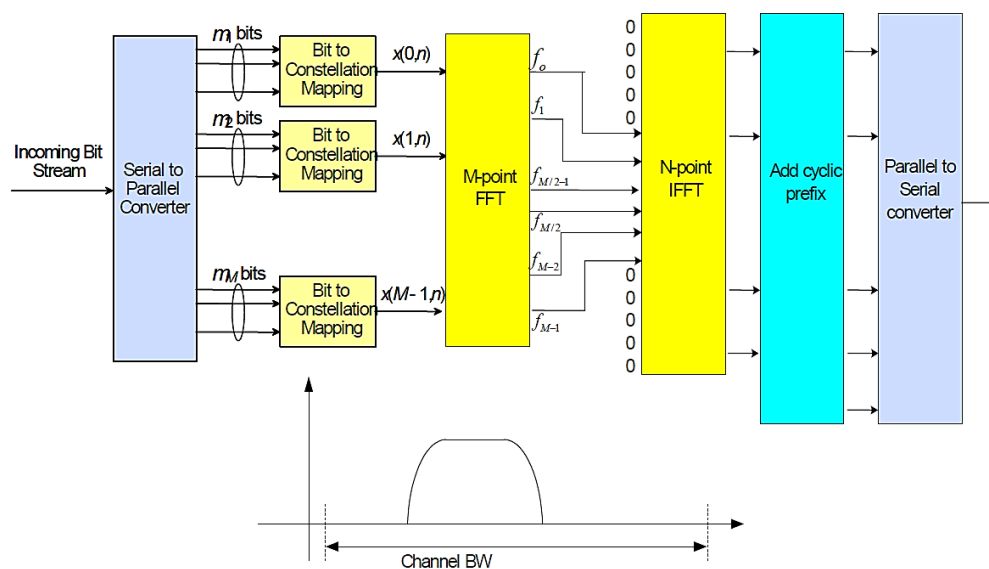 Incoming Bit
Stream
Serial to
Parallel
Converter
m1 bits
m2 bits
mM bits
Bit to
Constellation
Mapping
Bit to
Constellation
Mapping
Bit to
Constellation
Mapping
x(0,n)
x(1,n)
x(M-1,n)
M-point
FFT
fo
f1
fM/2-1
fM/2
fM-2
fM-1
0
0
0
0
0
0
0
0
0
0
N-point
IFFT
Add cyclic
prefix
Parallel to
Serial
converter
Channel BW